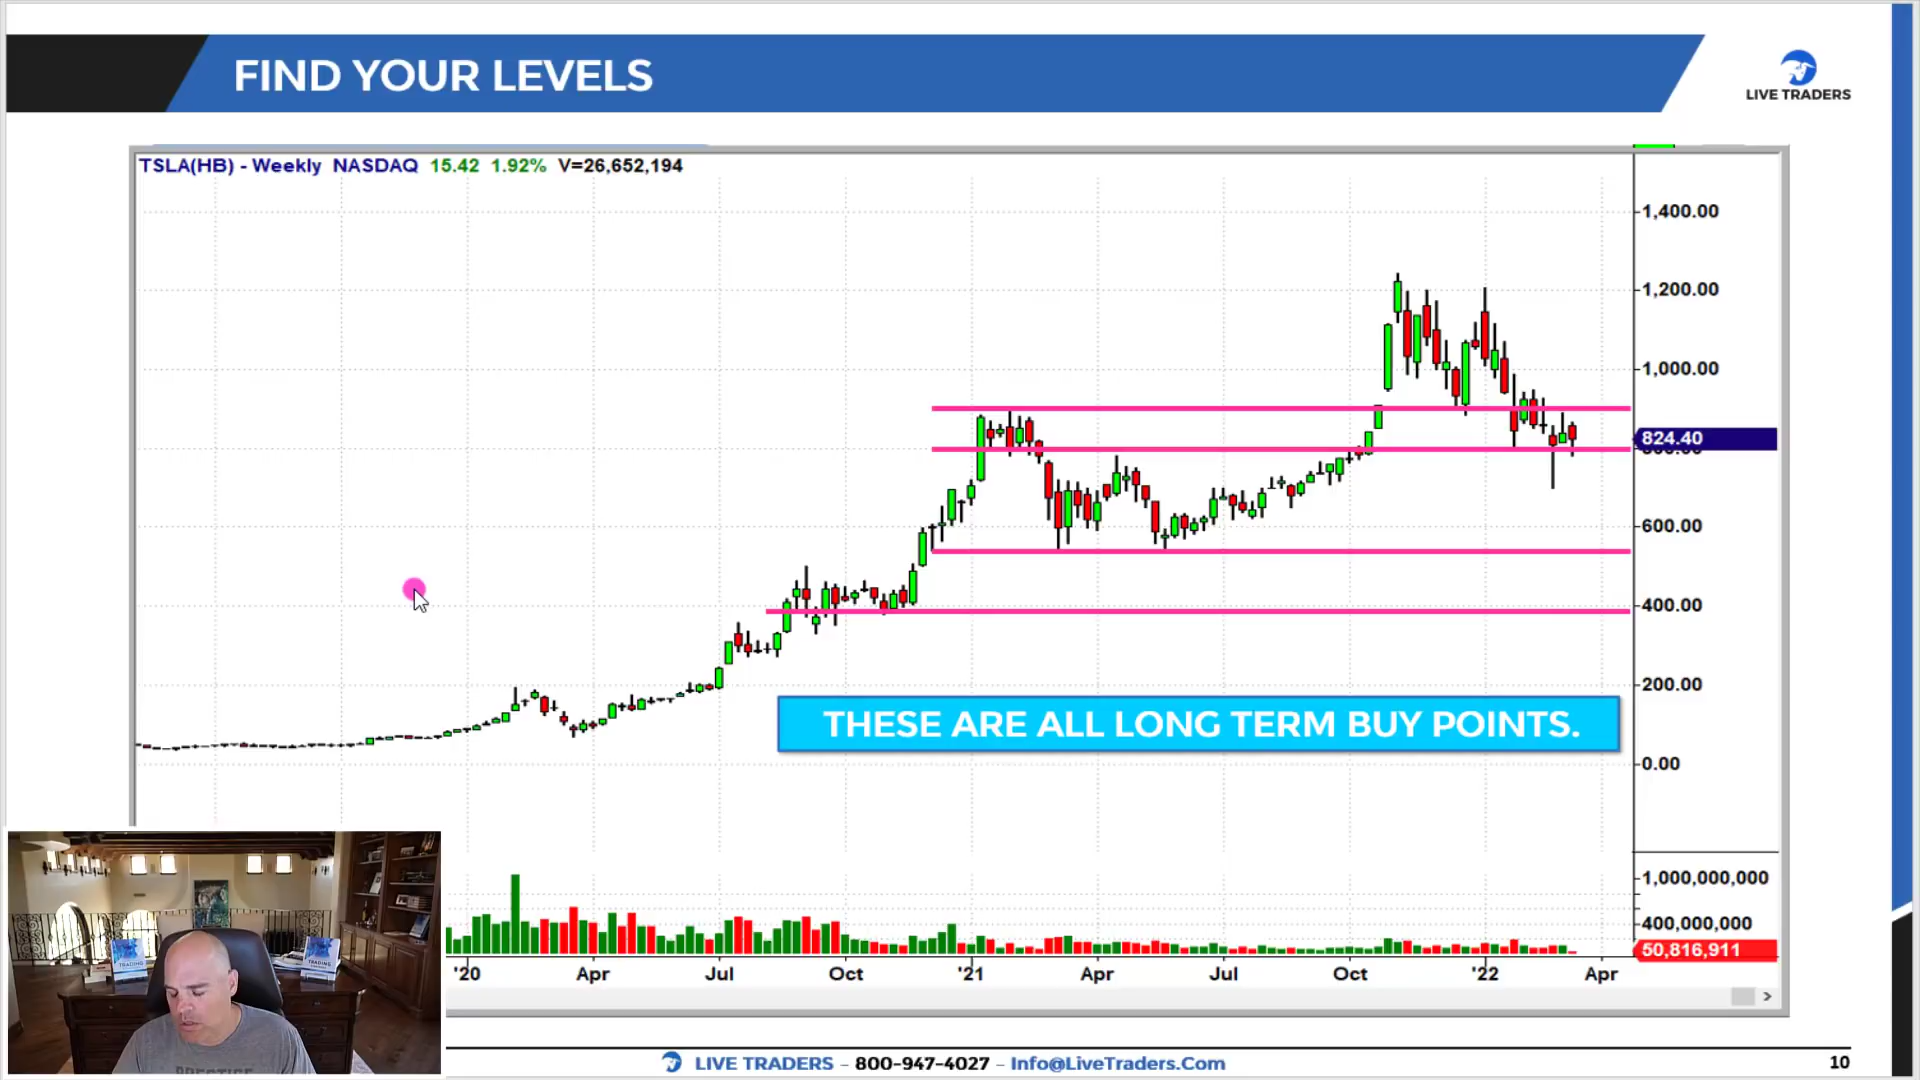 FIND YOUR LEVELS
LIVE TRADERS
TSLA(HB) - Weekly NASDAQ 15.42 1.92% V=26,652,194
1,400.00
1,200.00
1,000.00
824.40
600.00
400.00
200.00
THESE ARE ALL LONG TERM BUY POINTS.
0.00
1,000,000,000
400,000,000
50,816,911
'20 Apr Jul Oct '21 Apr Jul Oct '22 Apr
LIVE TRADERS – 800-947-4027 – Info@LiveTraders.Com
10